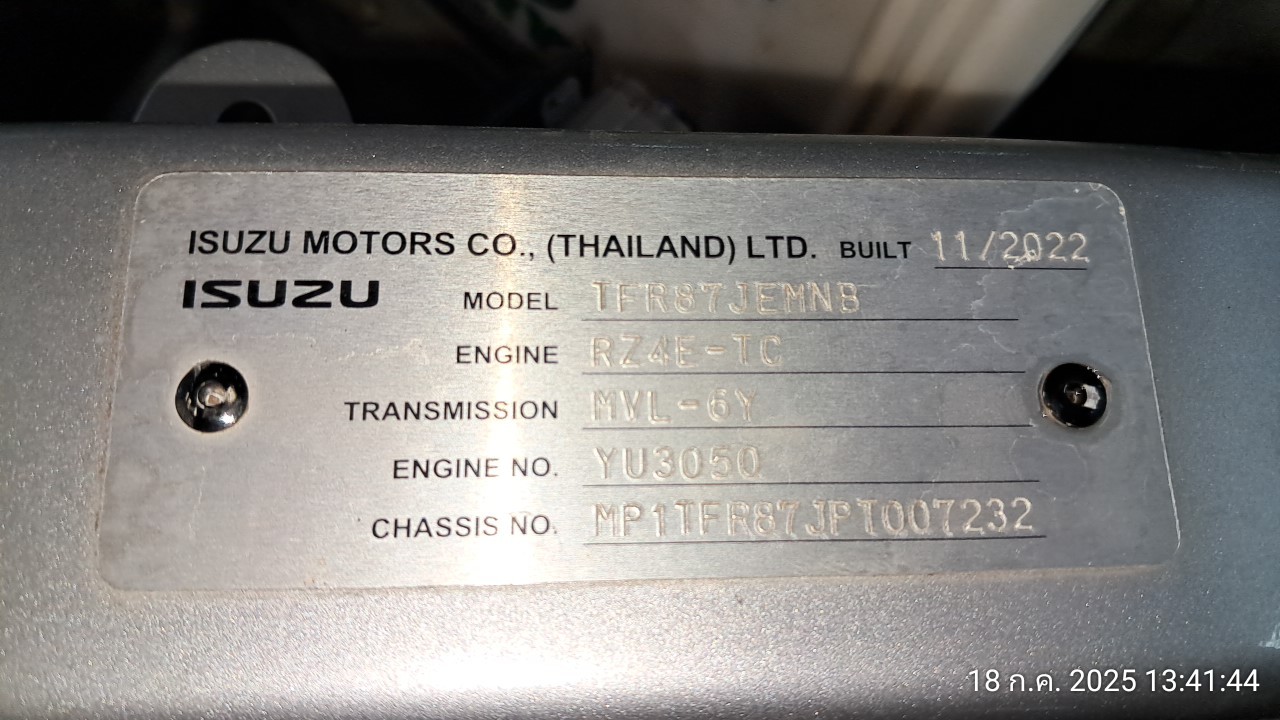 ISUZU MOTORS CO., (THAILAND) LTD. BUILT 11/2022
ISUZU MODEL TFR87JEMNB
ENGINE RZ4E-TC
TRANSMISSION MVL-6Y
ENGINE NO. YU3050
CHASSIS NO. MP1TFR87JPT007232
18 ก.ค. 2025 13:41:44